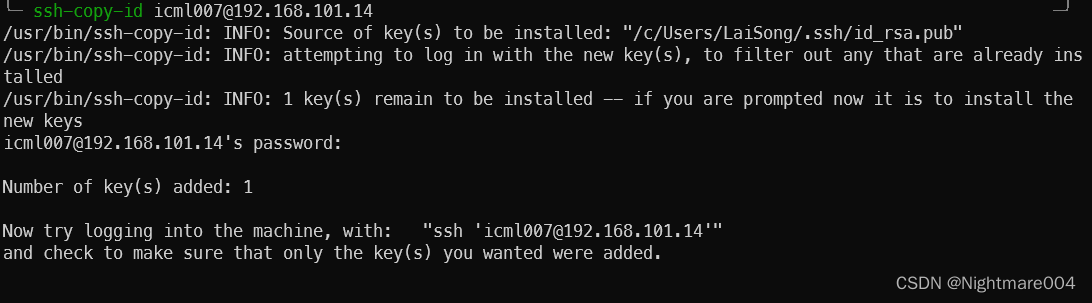 ssh-copy-id icml007@192.168.101.14
/usr/bin/ssh-copy-id: INFO: Source of key(s) to be installed: "/c/Users/LaiSong/.ssh/id_rsa.pub"
/usr/bin/ssh-copy-id: INFO: attempting to log in with the new key(s), to filter out any that are already ins
talled
/usr/bin/ssh-copy-id: INFO: 1 key(s) remain to be installed -- if you are prompted now it is to install the
new keys
icml007@192.168.101.14's password:
Number of key(s) added: 1
Now try logging into the machine, with:   "ssh 'icml007@192.168.101.14'"
and check to make sure that only the key(s) you wanted were added.
CSDN @Nightmare004